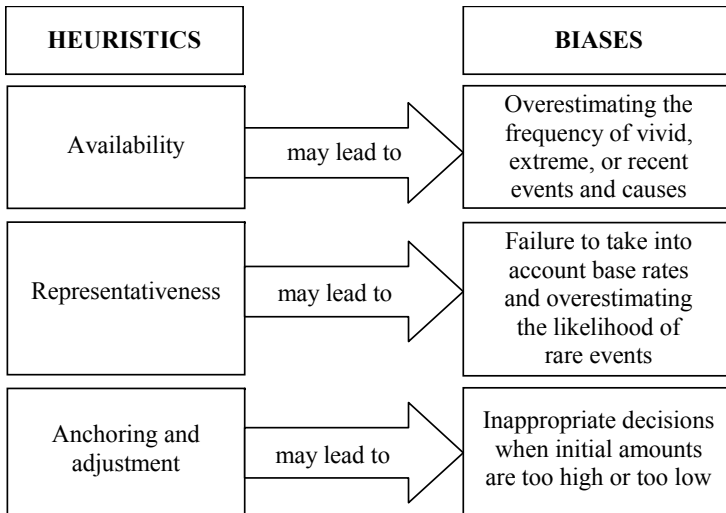 HEURISTICS
BIASES
Availability
may lead to
Overestimating the
frequency of vivid,
extreme, or recent
events and causes
Representativeness
may lead to
Failure to take into
account base rates
and overestimating
the likelihood of
rare events
Anchoring and
adjustment
may lead to
Inappropriate decisions
when initial amounts
are too high or too low